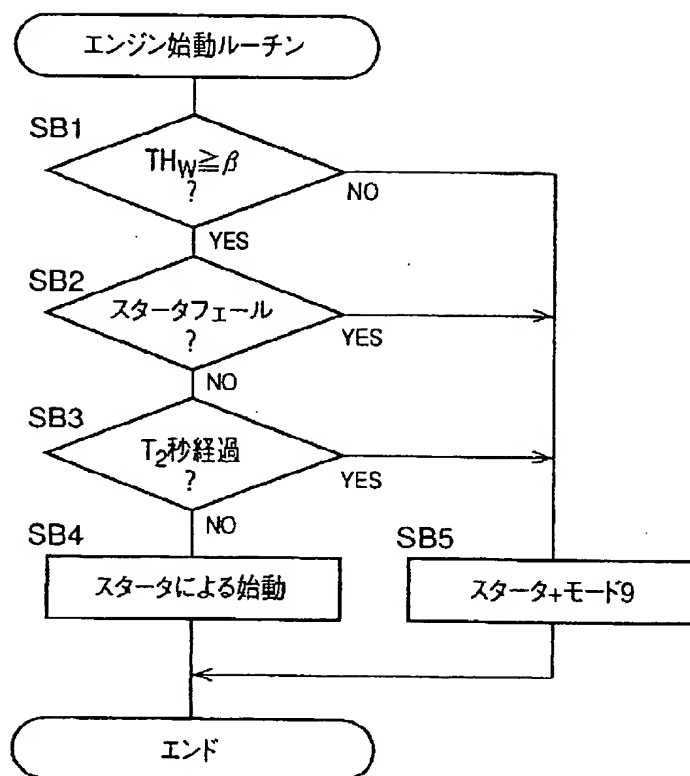 エンジン始動ルーチン
SB1
THW≧β
?
NO
YES
SB2
スタータフェール
?
YES
NO
SB3
T2秒経過
?
YES
NO
SB4
スタータによる始動
SB5
スタータ+モード9
エンド